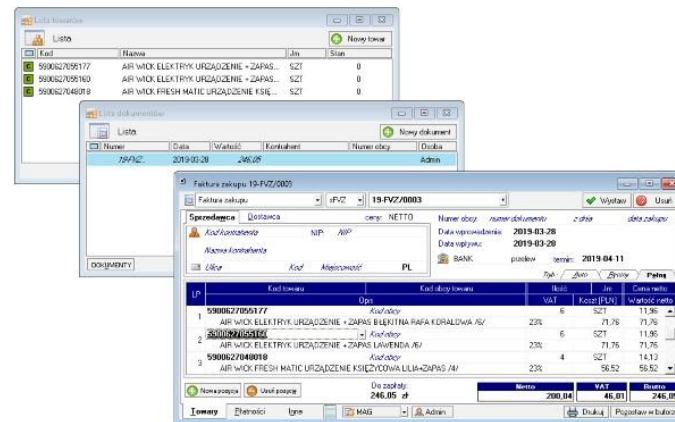 Lista towarów
Lista
Nowy towar
Kod Nazwa Jm Stan
5900627055177 AIR WICK ELEKTRYK URZĄDZENIE +ZAPAS... SZT 0
5900627055160 AIR WICK ELEKTRYK URZĄDZENIE +ZAPAS... SZT 0
5900627048018 AIR WICK FRESH MATIC URZĄDZENIE KSIĘ... SZT 0
Lista dokumentów
Lista
Nowy dokument
Numer Data Wartość Kontrahent Numer obcy Osoba
19-FVZ... 2019-03-28 246,05 Admin
DOKUMENTY
Faktura zakupu 19-FVZ/0003
Faktura zakupu sFVZ 19-FVZ/0003 Wystaw Usuń
Sprzedawca Dostawca ceny: NETTO Numer obcy: numer dokumentu z dnia data zakupu
Kod kontrahenta NIP: NIP Data wprowadzenia: 2019-03-28
Nazwa kontrahenta Data wpływu: 2019-03-28
Ulica Kod Miejscowość PL BANK przelew termin: 2019-04-11
Tryb: Auto Prosty Pełny
LP Kod towaru Kod obcy towaru Ilość Jm Cena netto
Opis VAT Koszt [PLN] Wartość netto
1 5900627055177 Kod obcy 6 SZT 11,96
AIR WICK ELEKTRYK URZĄDZENIE +ZAPAS BŁĘKITNA RAFA KORALOWA /6/ 23% 71,76 71,76
2 5900627055160 Kod obcy 6 SZT 11,96
AIR WICK ELEKTRYK URZĄDZENIE +ZAPAS LAWENDA /6/ 23% 71,76 71,76
3 5900627048018 Kod obcy 4 SZT 14,13
AIR WICK FRESH MATIC URZĄDZENIE KSIĘŻYCOWA LILIA+ZAPAS /4/ 23% 56,52 56,52
Nowa pozycja Usuń pozycję Do zapłaty: Netto VAT Brutto
246,05 zł 200,04 46,01 246,05
Towary Płatności Inne MAG Admin Drukuj Pozostaw w buforze